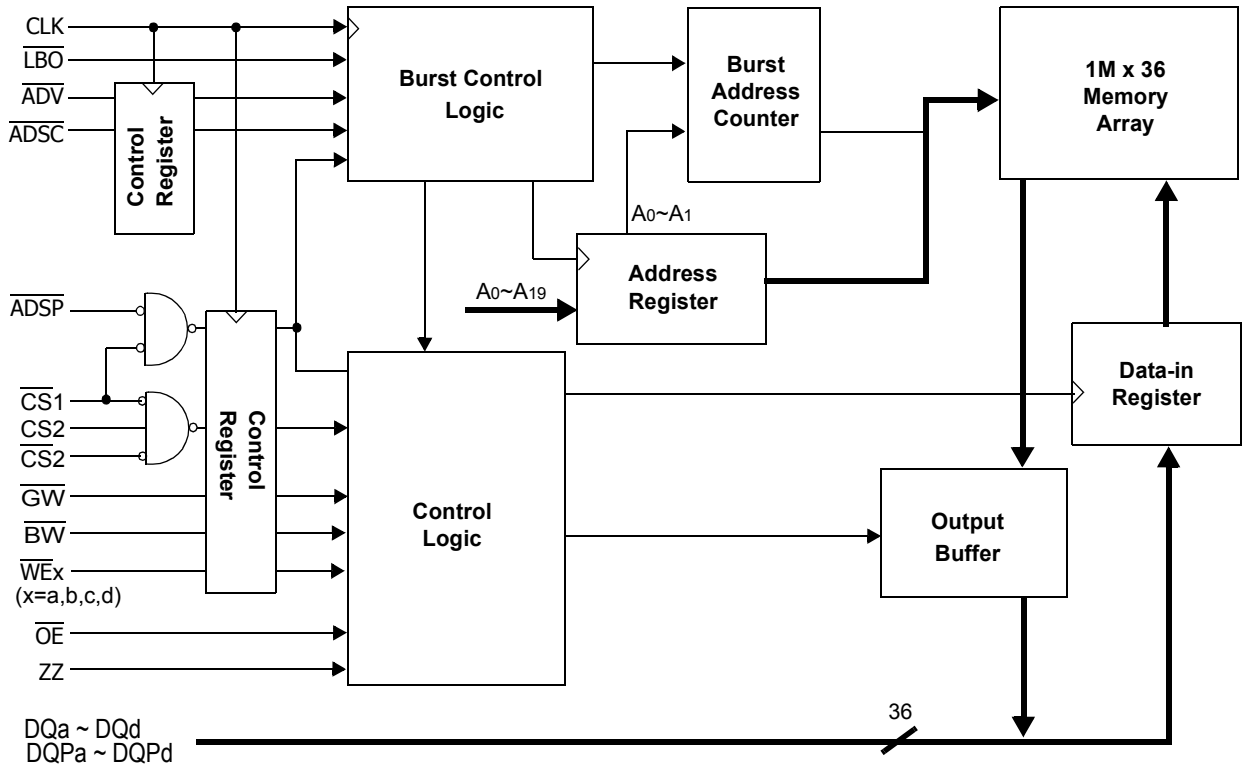 CLK
LBO
ADV
ADSC
Control
Register
Burst Control
Logic
Burst
Address
Counter
1M x 36
Memory
Array
A0~A1
A0~A19
Address
Register
ADSP
CS1
CS2
CS2
GW
BW
WEx
(x=a,b,c,d)
OE
ZZ
Control
Register
Control
Logic
Data-in
Register
Output
Buffer
36
DQa ~ DQd
DQPa ~ DQPd